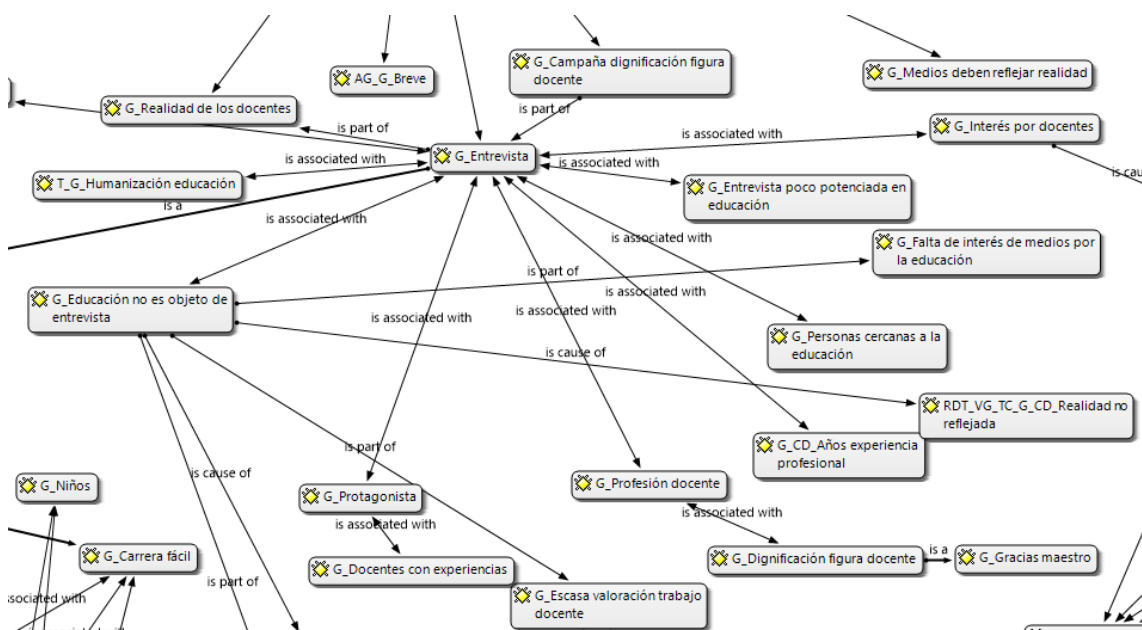 G_Campaña dignificación figura
docente
AG_G_Breve
G_Medios deben reflejar realidad
G_Realidad de los docentes
is part of
is part of
G_Interés por docentes
is associated with
is associated with
G_Entrevista
is associated with
T_G_Humanización educación
G_Entrevista poco potenciada en
educación
is a
is associated with
is associated with
G_Falta de interés de medios por
la educación
is part of
is associated with
G_Educación no es objeto de
entrevista
is associated with
is associated with
G_Personas cercanas a la
educación
is cause of
RDT_VG_TC_G_CD_Realidad no
reflejada
is part of
G_CD_Años experiencia
profesional
is cause of
G_Niños
G_Protagonista
G_Profesión docente
is associated with
is associated with
G_Carrera fácil
G_Docentes con experiencias
G_Dignificación figura docente
is a
G_Gracias maestro
is part of
G_Escasa valoración trabajo
docente